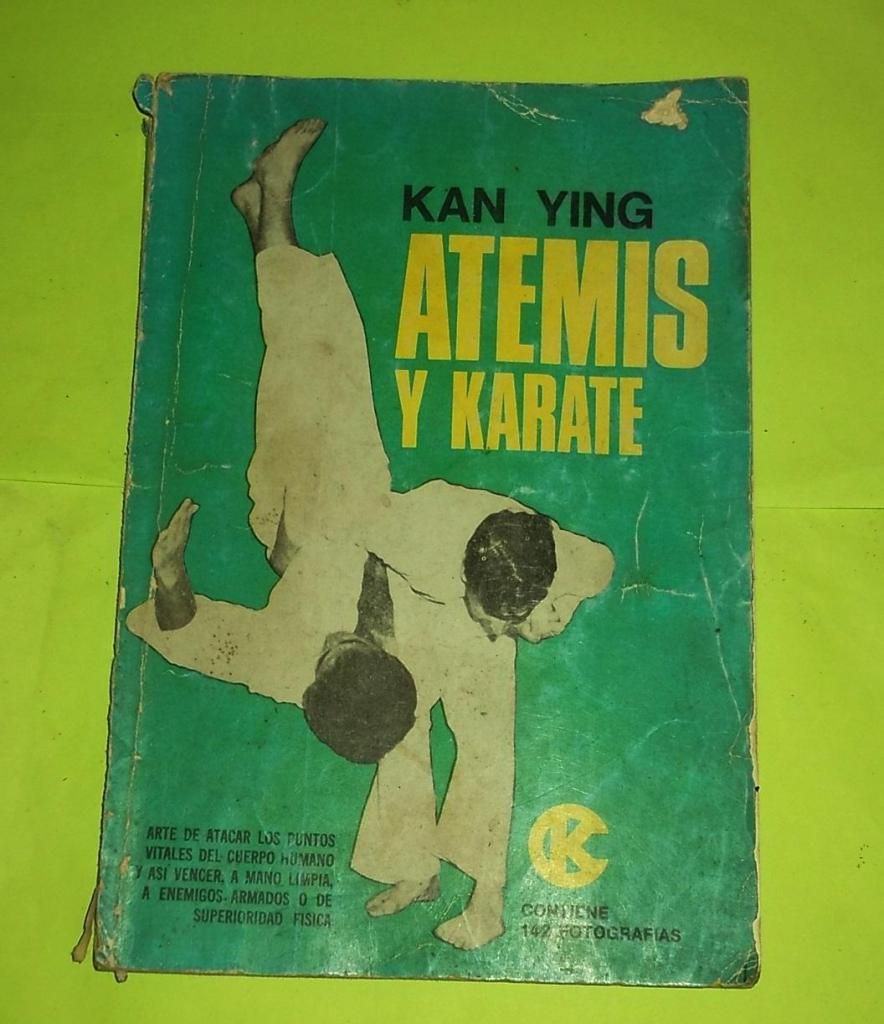 KAN YING
ATEMIS
Y KARATE
ARTE DE ATACAR LOS PUNTOS
VITALES DEL CUERPO HUMANO
Y ASI VENCER, A MANO LIMPIA,
A ENEMIGOS ARMADOS O DE
SUPERIORIDAD FISICA
CK
CONTIENE
142 FOTOGRAFIAS